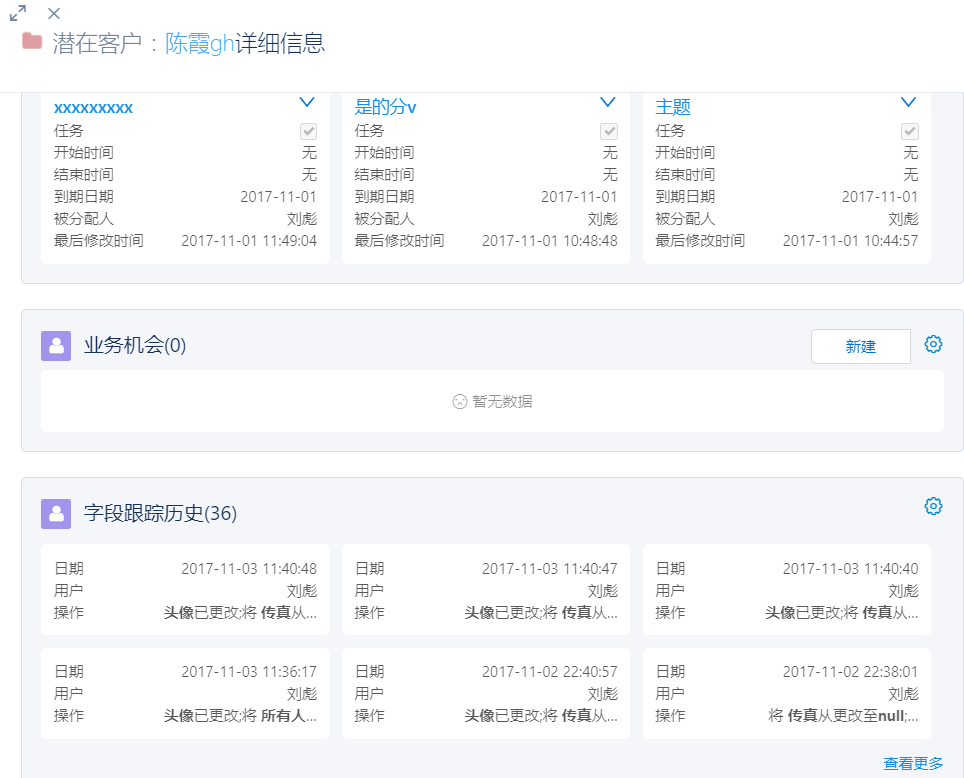 潜在客户：陈霞gh详细信息
xxxxxxxxx 是的分v 主题
任务 任务 任务
开始时间 无 开始时间 无 开始时间 无
结束时间 无 结束时间 无 结束时间 无
到期日期 2017-11-01 到期日期 2017-11-01 到期日期 2017-11-01
被分配人 刘彪 被分配人 刘彪 被分配人 刘彪
最后修改时间 2017-11-01 11:49:04 最后修改时间 2017-11-01 10:48:48 最后修改时间 2017-11-01 10:44:57
业务机会(0) 新建
暂无数据
字段跟踪历史(36)
日期 2017-11-03 11:40:48 日期 2017-11-03 11:40:47 日期 2017-11-03 11:40:40
用户 刘彪 用户 刘彪 用户 刘彪
操作 头像已更改;将 传真从... 操作 头像已更改;将 传真从... 操作 头像已更改;将 传真从...
日期 2017-11-03 11:36:17 日期 2017-11-02 22:40:57 日期 2017-11-02 22:38:01
用户 刘彪 用户 刘彪 用户 刘彪
操作 头像已更改;将 所有人... 操作 头像已更改;将 传真从... 操作 将 传真从更改至null;...
查看更多